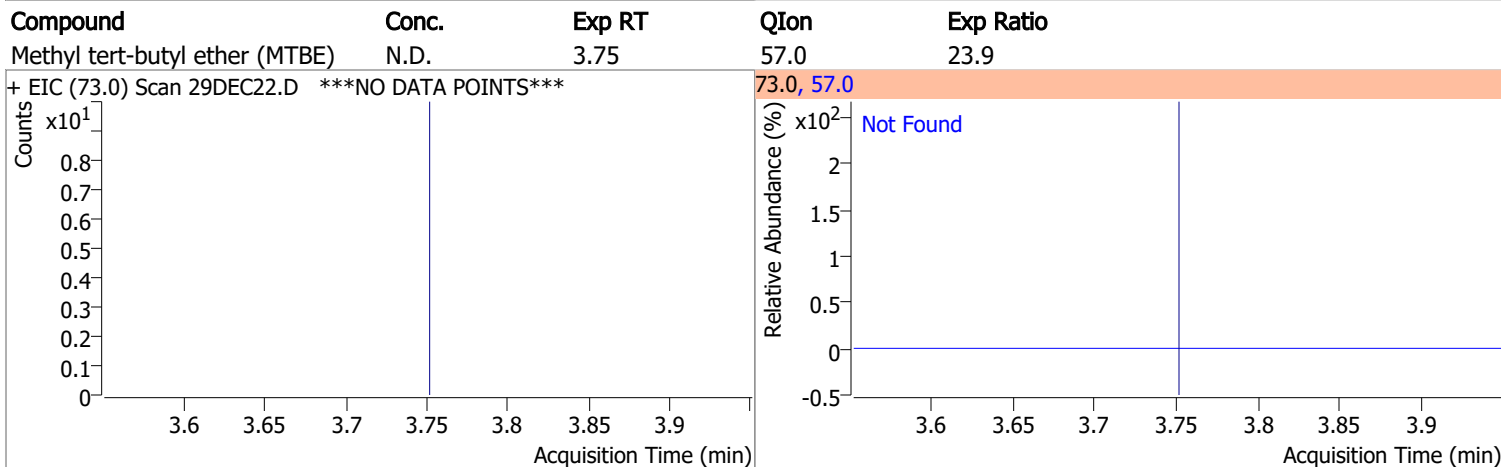 Compound Conc. Exp RT QIon Exp Ratio
Methyl tert-butyl ether (MTBE) N.D. 3.75 57.0 23.9
+ EIC (73.0) Scan 29DEC22.D ***NO DATA POINTS***
Counts
x10¹
0.8
0.7
0.6
0.5
0.4
0.3
0.2
0.1
0
3.6 3.65 3.7 3.75 3.8 3.85 3.9
Acquisition Time (min)
73.0, 57.0
Relative Abundance (%)
x10²
Not Found
2
1.5
1
0.5
0
-0.5
3.6 3.65 3.7 3.75 3.8 3.85 3.9
Acquisition Time (min)